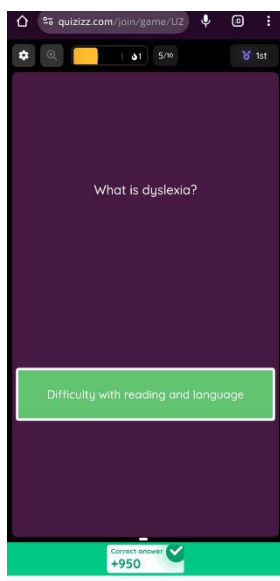 quizizz.com/join/game/U2
1
5/10
1st
What is dyslexia?
Difficulty with reading and language
Correct answer
+950